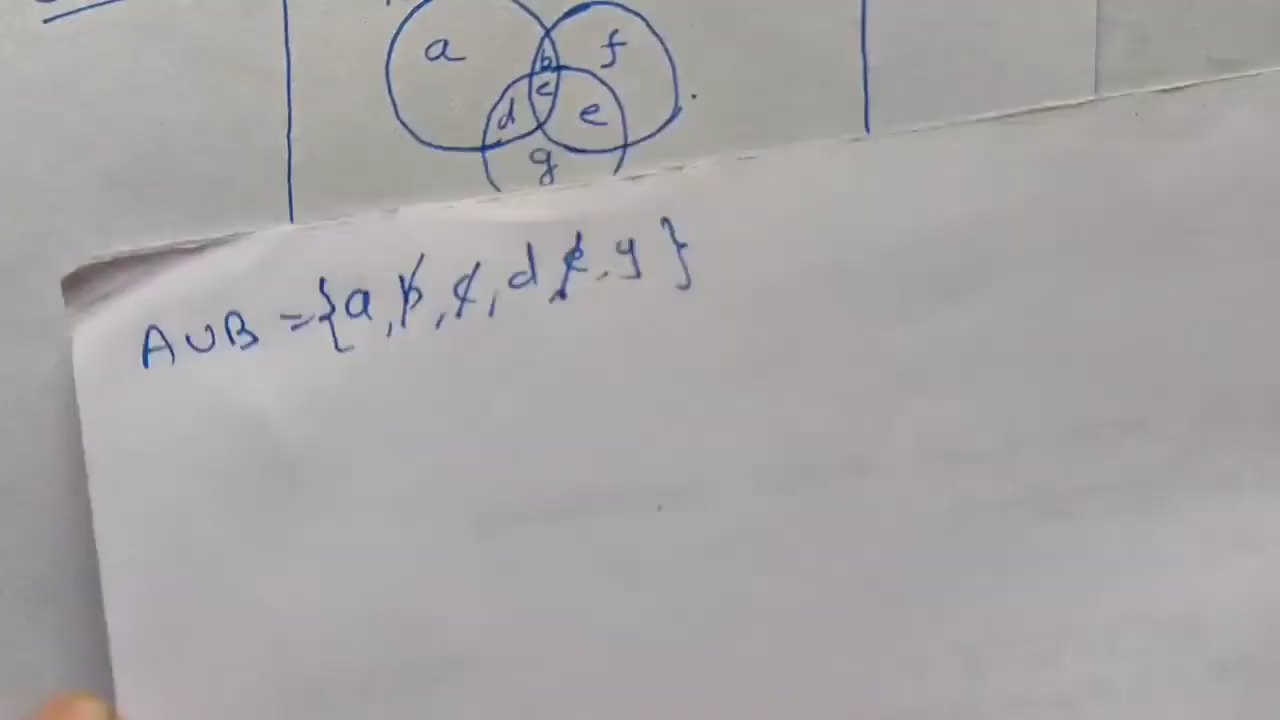 a
f
b
c
d
e
g
A∪B = {a, b, c, d, e, g}